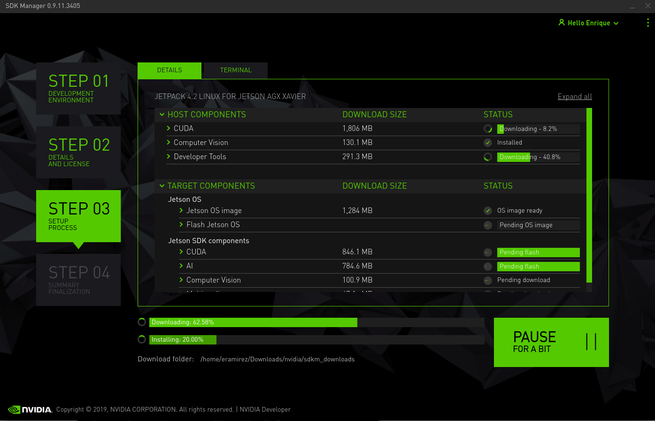 SDK Manager 0.9.11.3405
Hello Enrique
STEP 01
DEVELOPMENT
ENVIRONMENT
STEP 02
DETAILS
AND LICENSE
STEP 03
SETUP
PROCESS
STEP 04
SUMMARY
FINALIZATION
DETAILS TERMINAL
JETPACK 4.2 LINUX FOR JETSON AGX XAVIER Expand all
HOST COMPONENTS DOWNLOAD SIZE STATUS
CUDA 1,806 MB Downloading - 8.2%
Computer Vision 130.1 MB Installed
Developer Tools 291.3 MB Downloading - 40.8%
TARGET COMPONENTS DOWNLOAD SIZE STATUS
Jetson OS
Jetson OS image 1,284 MB OS image ready
Flash Jetson OS Pending OS image
Jetson SDK components
CUDA 846.1 MB Pending flash
AI 784.6 MB Pending flash
Computer Vision 100.9 MB Pending download
Downloading: 62.58%
Installing: 20.00%
Download folder: /home/eramirez/Downloads/nvidia/sdkm_downloads
PAUSE
FOR A BIT
NVIDIA. Copyright © 2019, NVIDIA CORPORATION. All rights reserved. | NVIDIA Developer